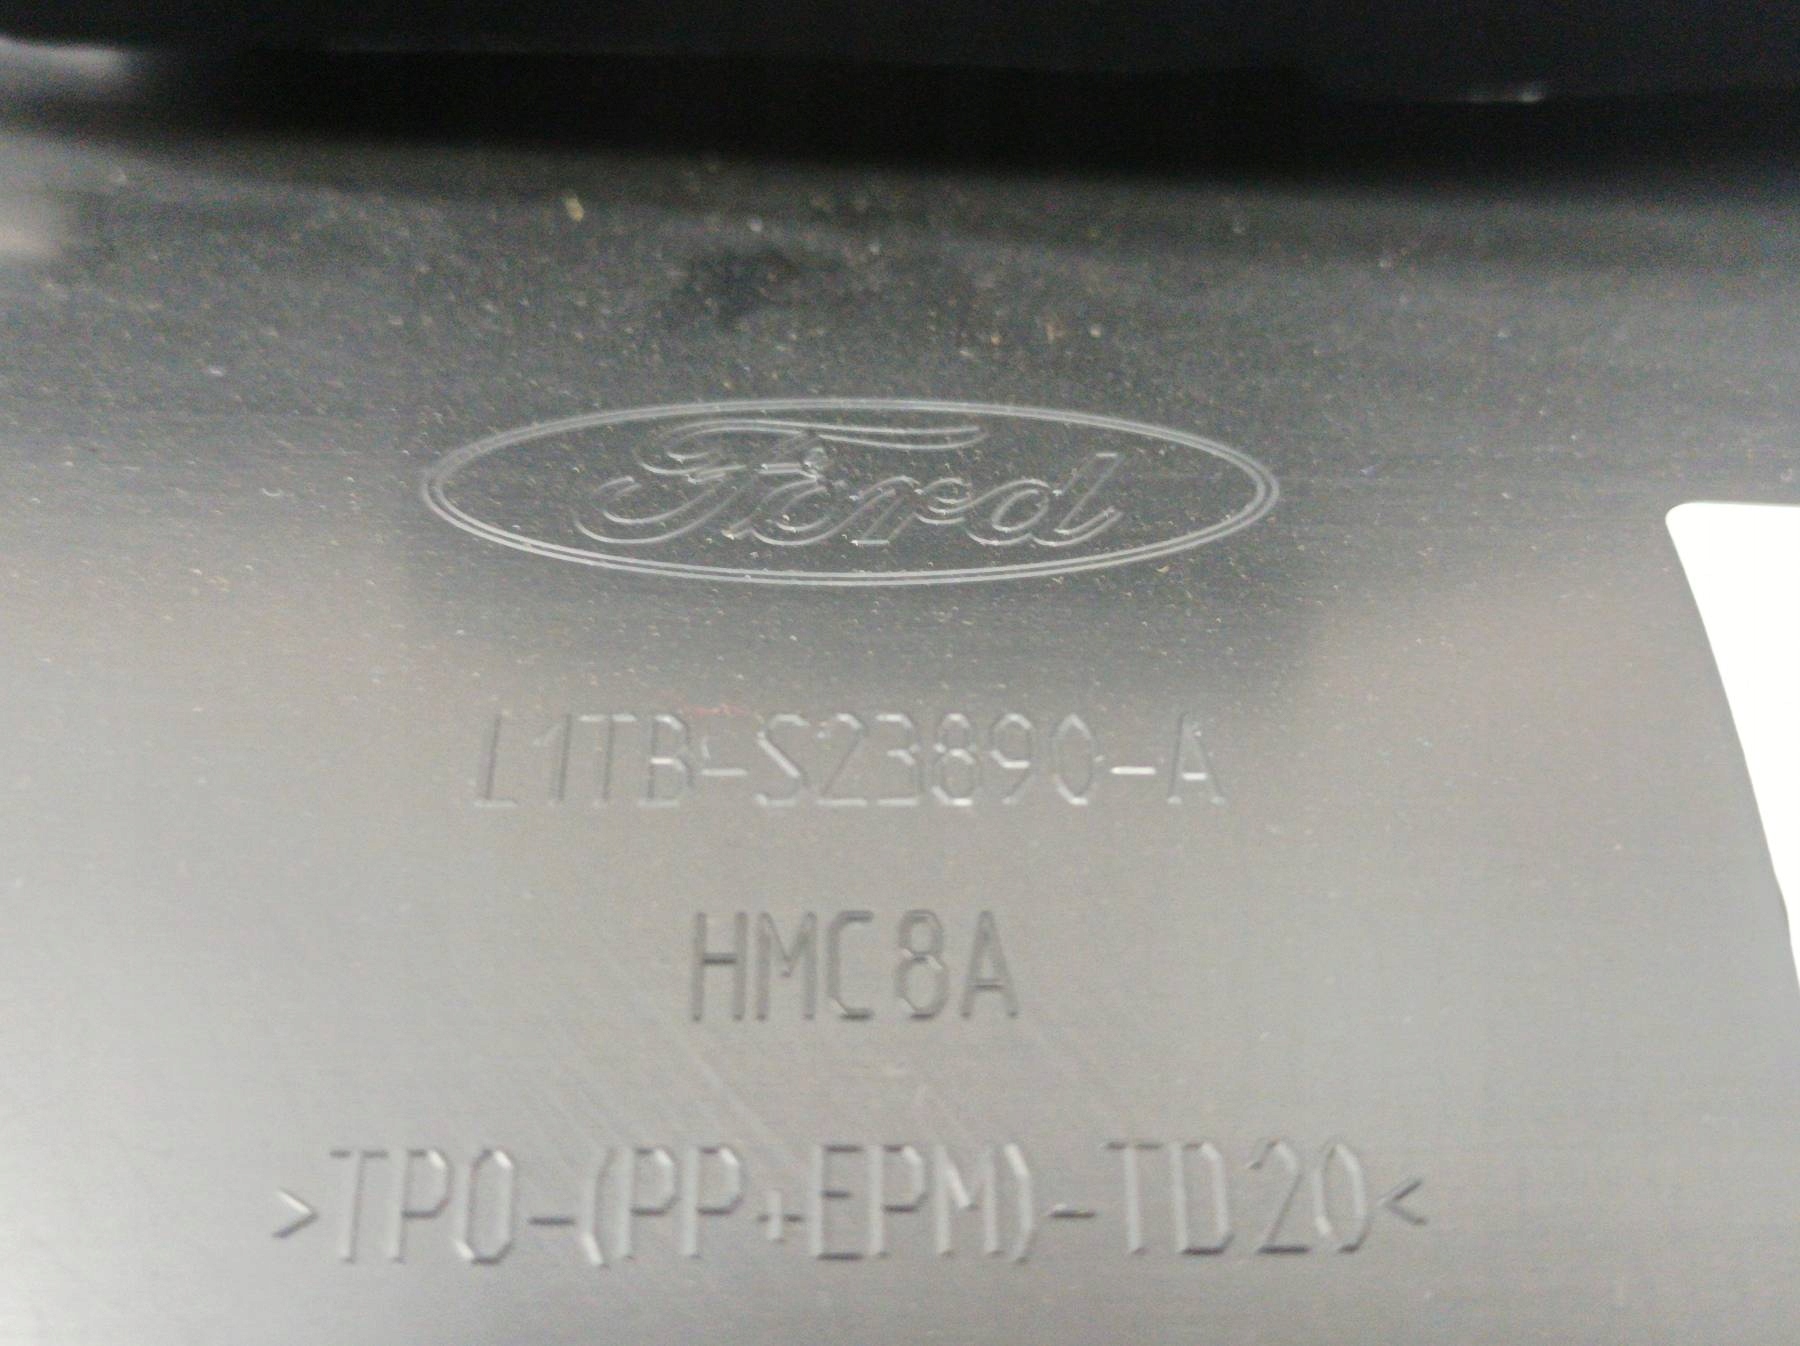 Ford
L1TB-S23890-A
HMC8A
>TPO-(PP+EPM)-TD20<